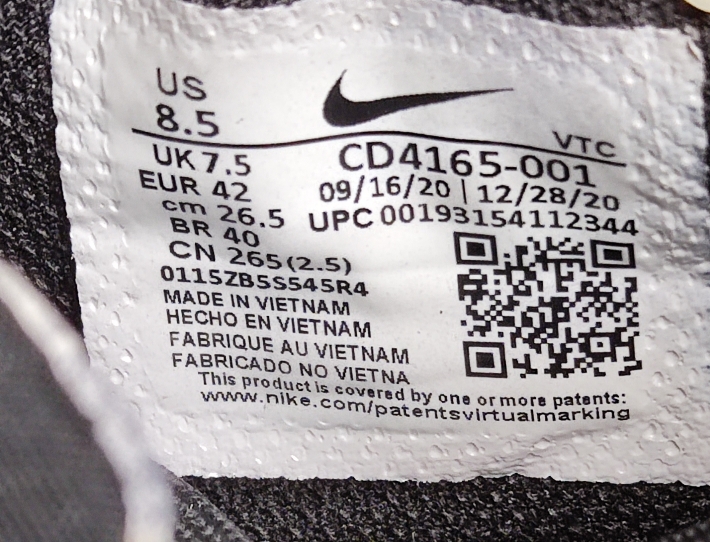 US
8.5
VTC
UK 7.5
CD4165-001
EUR 42
09/16/20 | 12/28/20
cm 26.5
UPC 00193154112344
BR 40
CN 265 (2.5)
0115ZB5S545R4
MADE IN VIETNAM
HECHO EN VIETNAM
FABRIQUE AU VIETNAM
FABRICADO NO VIETNA
This product is covered by one or more patents:
www.nike.com/patentsvirtualmarking